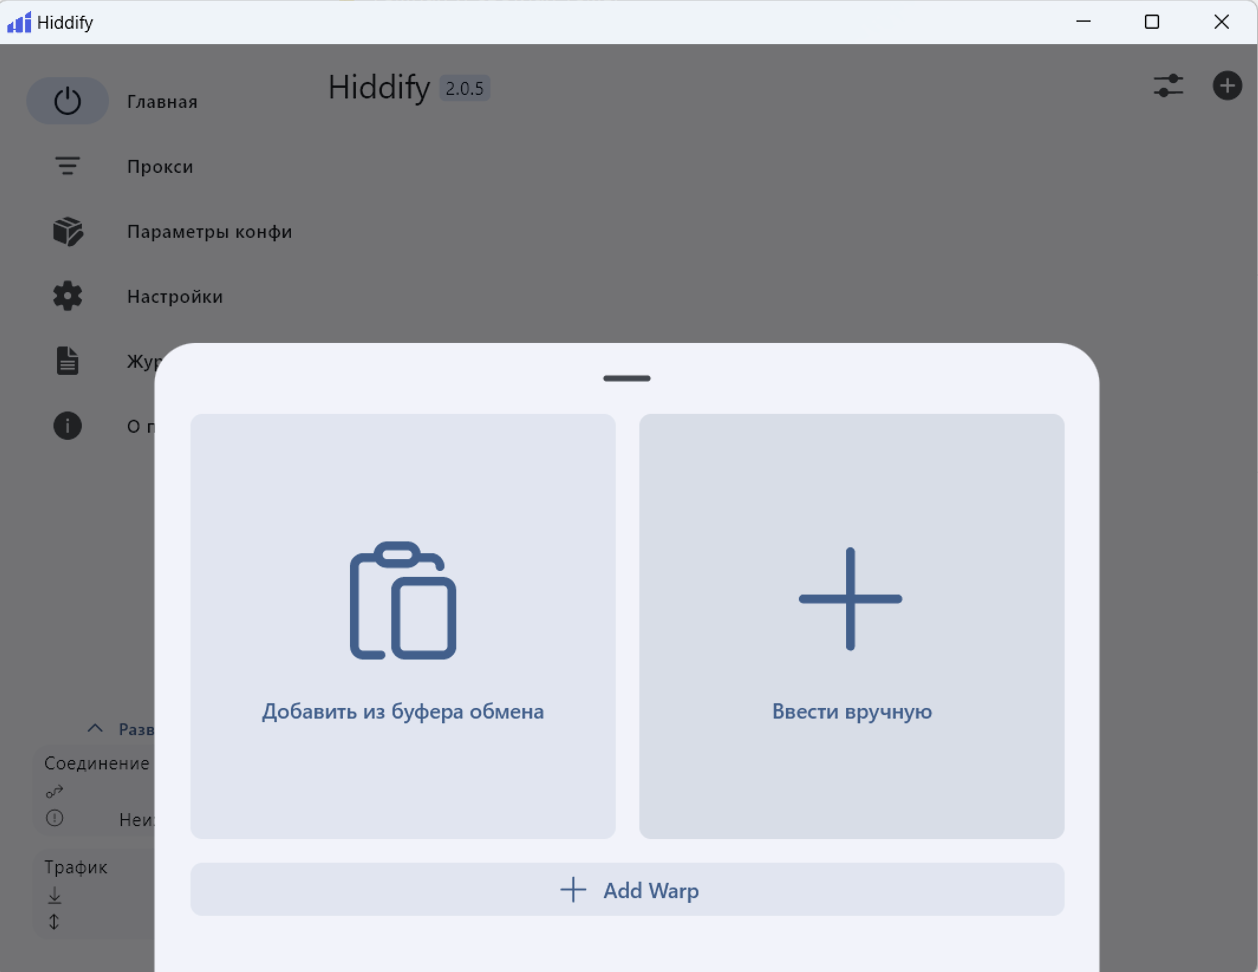 Hiddify
Главная
Hiddify 2.0.5
Прокси
Параметры конфи
Настройки
Жур
О п
Добавить из буфера обмена
Ввести вручную
Add Warp
Разв
Соединение
Неи
Трафик